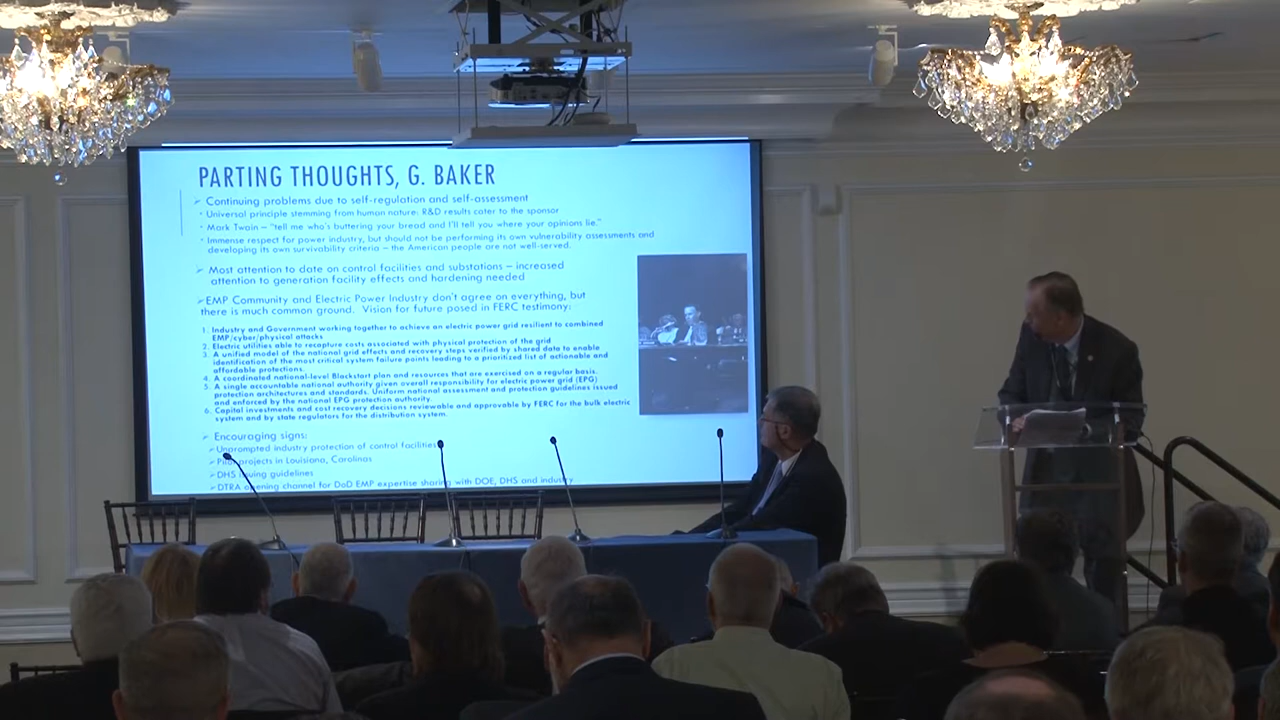 PARTING THOUGHTS, G. BAKER
➢ Continuing problems due to self-regulation and self-assessment
• Universal principle stemming from human nature: R&D results cater to the sponsor
• Mark Twain – "tell me who's buttering your bread and I'll tell you where your opinions lie."
• Immense respect for power industry, but should not be performing its own vulnerability assessments and
developing its own survivability criteria – the American people are not well-served.
➢ Most attention to date on control facilities and substations – increased
attention to generation facility effects and hardening needed
➢ EMP Community and Electric Power Industry don't agree on everything, but
there is much common ground. Vision for future posed in FERC testimony:
1. Industry and Government working together to achieve an electric power grid resilient to combined
EMP/cyber/physical attacks
2. Electric utilities able to recapture costs associated with physical protection of the grid
3. A unified model of the national grid effects and recovery steps verified by shared data to enable
identification of the most critical system failure points leading to a prioritized list of actionable and
affordable protections.
4. A coordinated national-level Blackstart plan and resources that are exercised on a regular basis.
5. A single accountable national authority given overall responsibility for electric power grid (EPG)
protection architectures and standards. Uniform national assessment and protection guidelines issued
and enforced by the national EPG protection authority.
6. Capital investments and cost recovery decisions reviewable and approvable by FERC for the bulk electric
system and by state regulators for the distribution system.
➢ Encouraging signs:
➢ Unprompted industry protection of control facilities
➢ Pilot projects in Louisiana, Carolinas
➢ DHS issuing guidelines
➢ DTRA opening channel for DoD EMP expertise sharing with DOE, DHS and industry